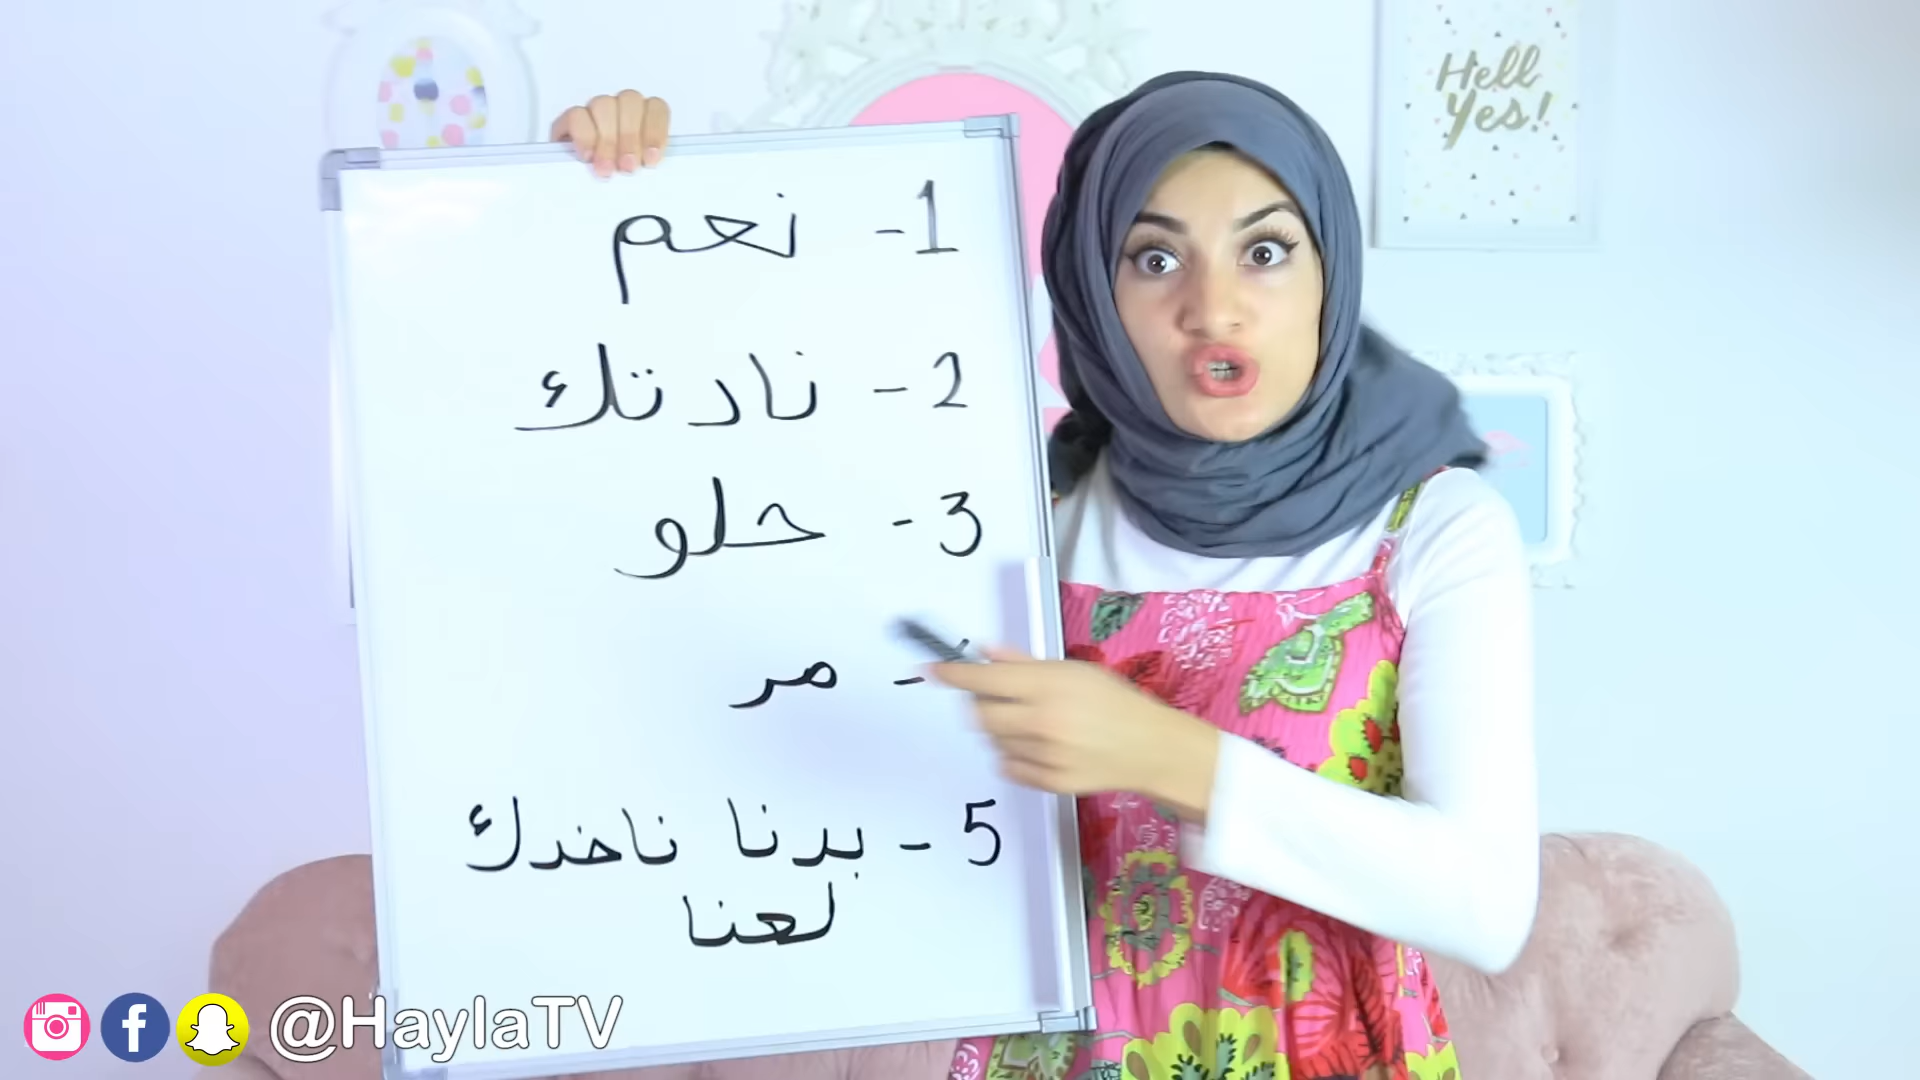 Hell
Yes!
1- نعم
2- نادتك
3- حلو
- مر
5- بدنا ناخدك
لعنا
@HaylaTV